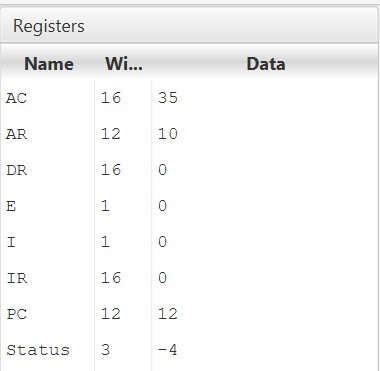 Registers
Name Wi... Data
AC 16 35
AR 12 10
DR 16 0
E 1 0
I 1 0
IR 16 0
PC 12 12
Status 3 -4